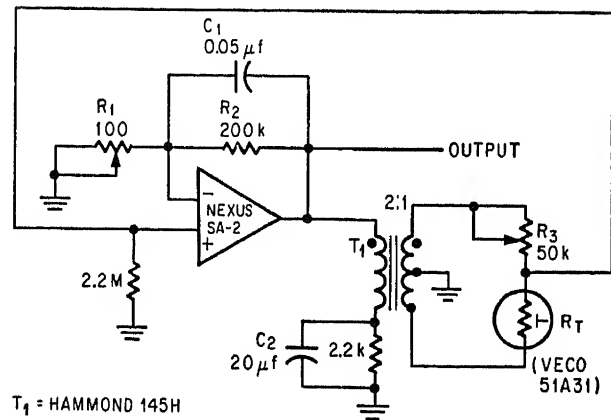 C1
0.05 μf
R1
100
R2
200 k
OUTPUT
−
NEXUS
SA-2
+
2:1
T1
R3
50 k
2.2 M
RT
C2
20 μf
2.2 k
(VECO
51A31)
T1 = HAMMOND 145H